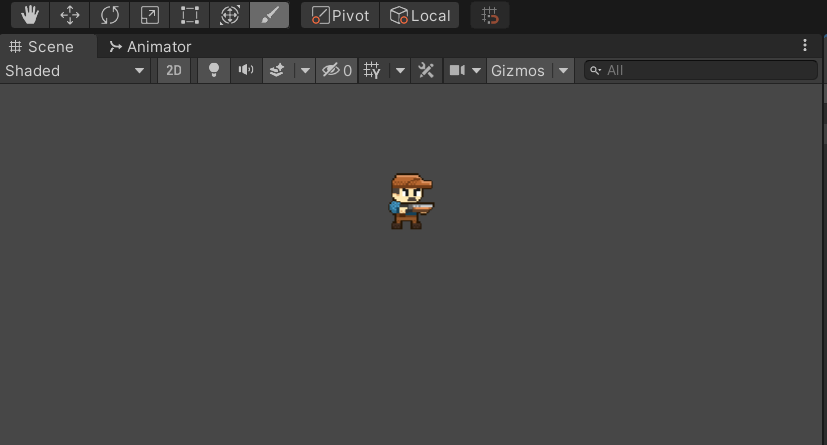 Pivot Local
Scene Animator
Shaded 2D 0 Gizmos All